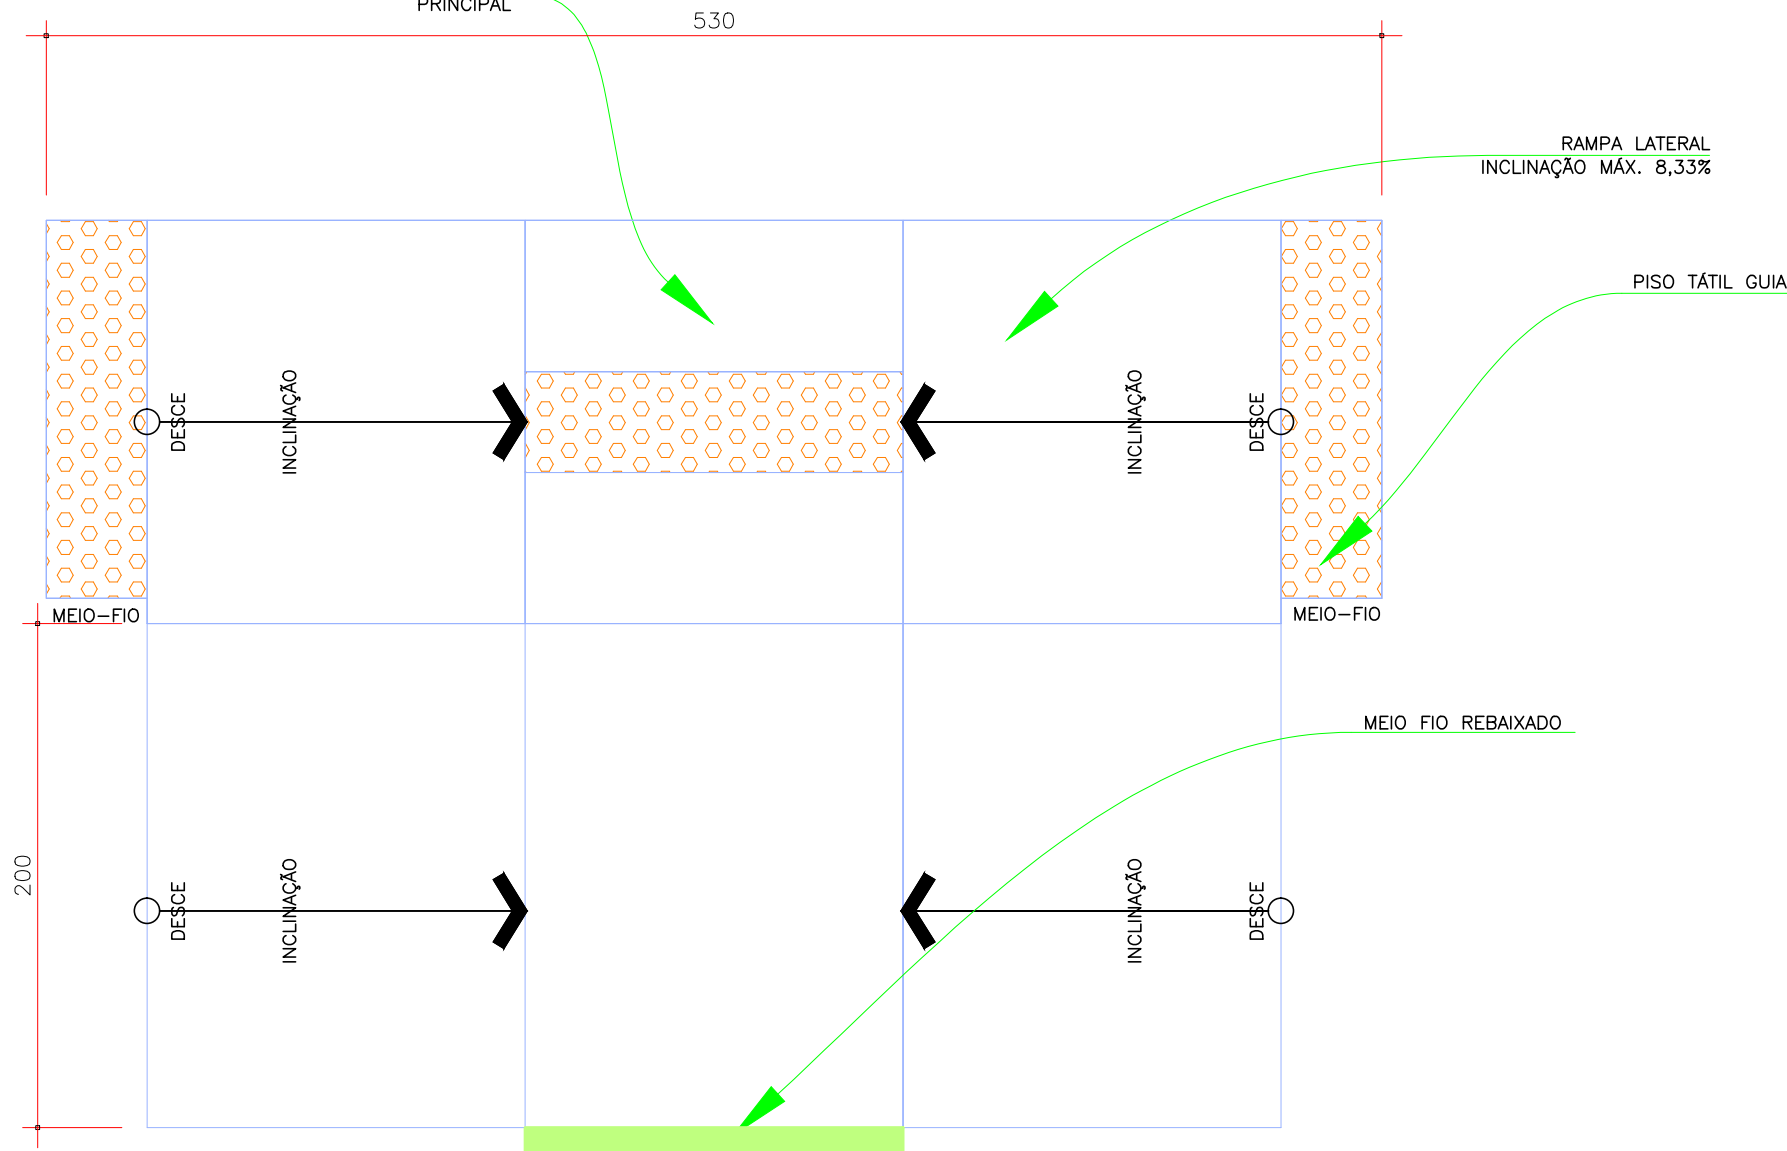 PRINCIPAL
530
RAMPA LATERAL
INCLINAÇÃO MÁX. 8,33%
PISO TÁTIL GUIA
DESCE
INCLINAÇÃO
INCLINAÇÃO
DESCE
MEIO-FIO
MEIO-FIO
MEIO FIO REBAIXADO
200
DESCE
INCLINAÇÃO
INCLINAÇÃO
DESCE